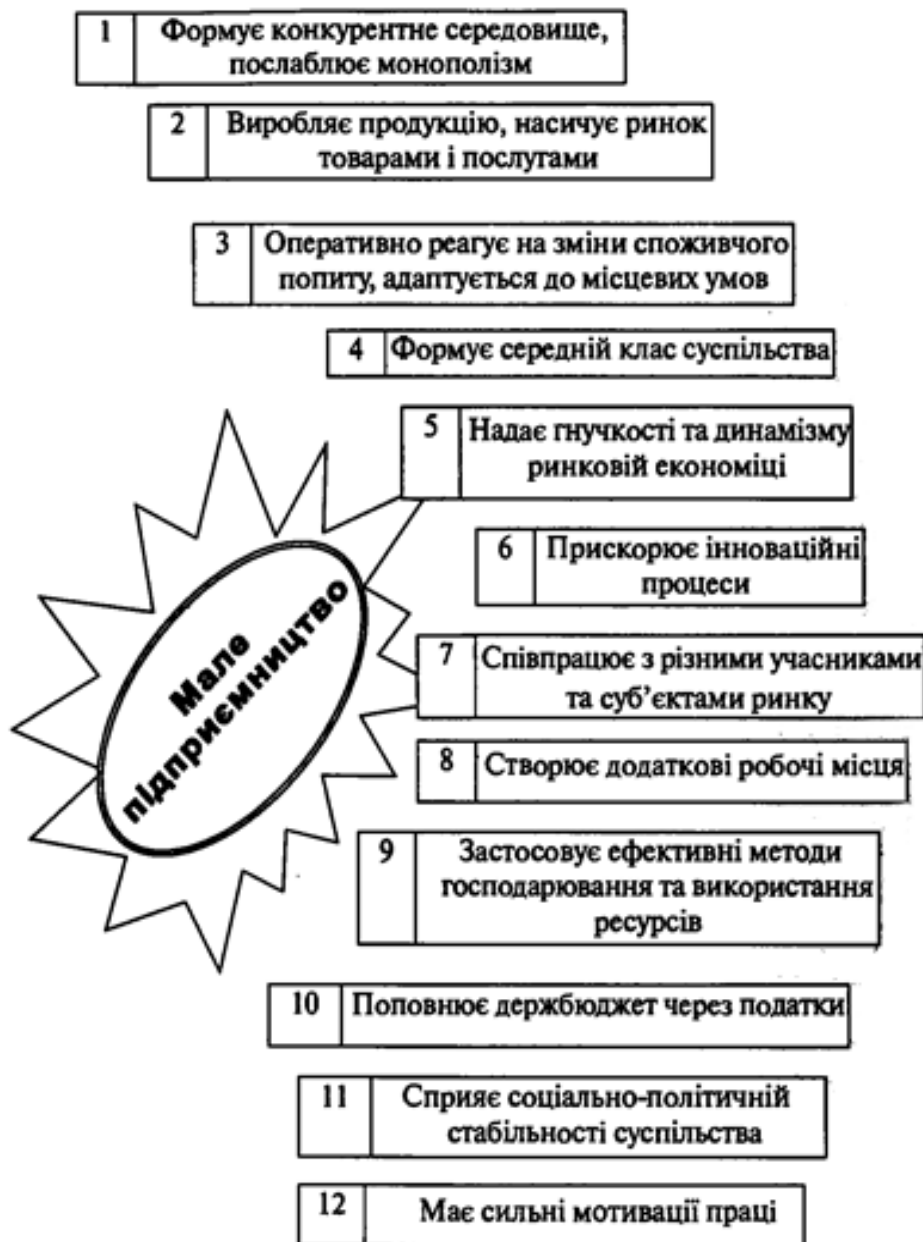 1 Формує конкурентне середовище,
послаблює монополізм
2 Виробляє продукцію, насичує ринок
товарами і послугами
3 Оперативно реагує на зміни споживчого
попиту, адаптується до місцевих умов
4 Формує середній клас суспільства
5 Надає гнучкості та динамізму
ринковій економіці
6 Прискорює інноваційні
процеси
Мале
підприємництво
7 Співпрацює з різними учасниками
та суб’єктами ринку
8 Створює додаткові робочі місця
9 Застосовує ефективні методи
господарювання та використання
ресурсів
10 Поповнює держбюджет через податки
11 Сприяє соціально-політичній
стабільності суспільства
12 Має сильні мотивації праці